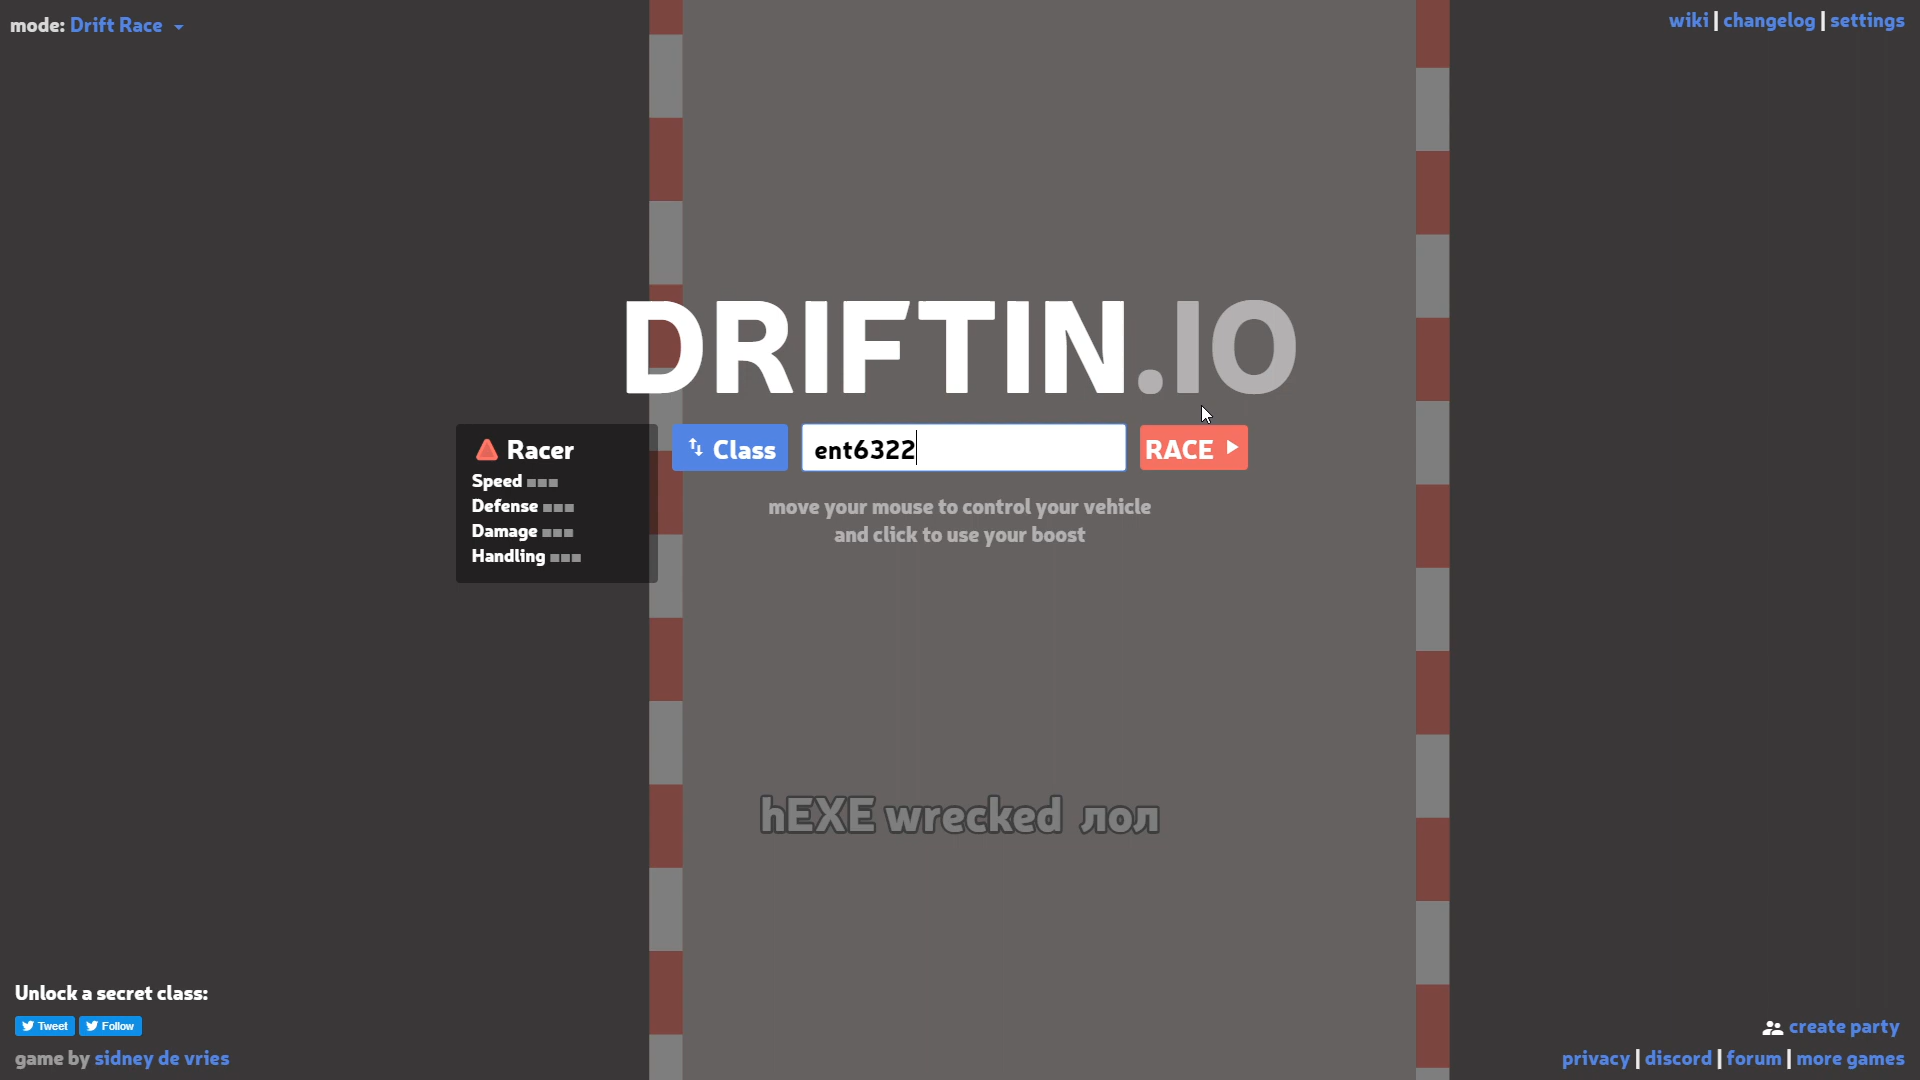 mode: Drift Race
wiki | changelog | settings
DRIFTIN.IO
Racer
Speed
Defense
Damage
Handling
Class
ent6322
RACE
move your mouse to control your vehicle
and click to use your boost
hEXE wrecked лол
Unlock a secret class:
Tweet Follow
game by sidney de vries
create party
privacy | discord | forum | more games